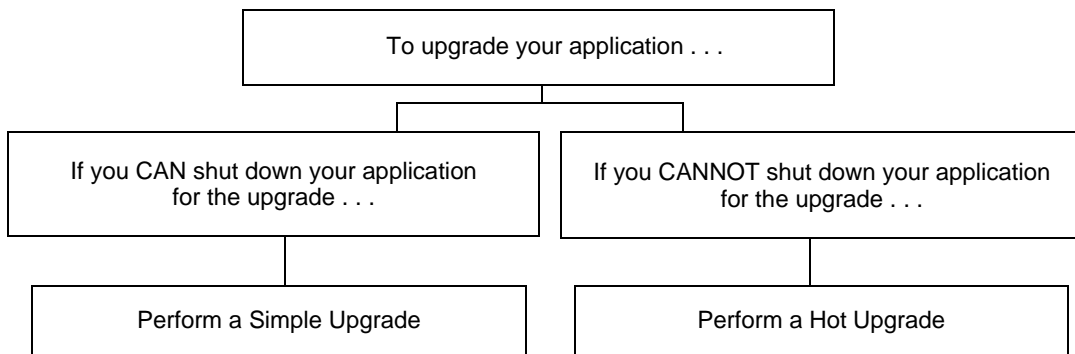 To upgrade your application . . .
If you CAN shut down your application
for the upgrade . . .
If you CANNOT shut down your application
for the upgrade . . .
Perform a Simple Upgrade
Perform a Hot Upgrade